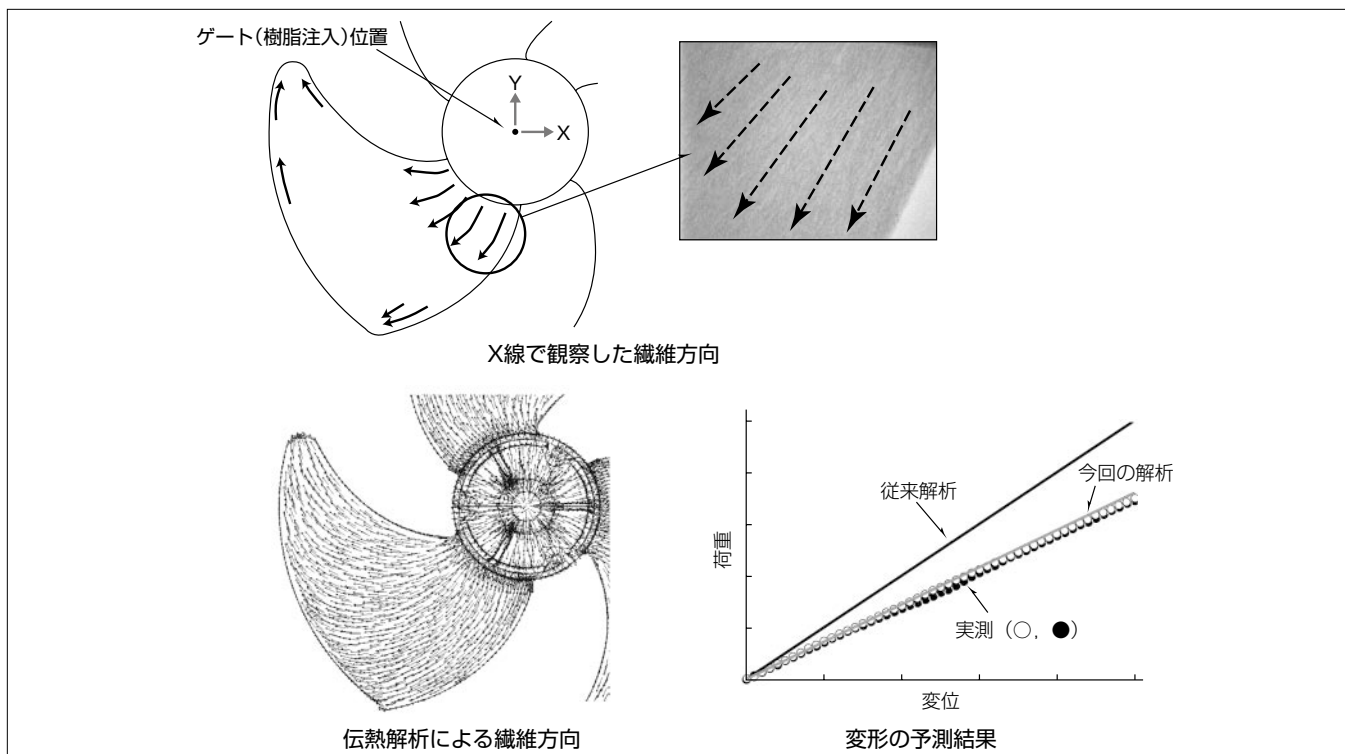 ゲート(樹脂注入)位置
Y
X
X線で観察した繊維方向
従来解析
今回の解析
荷重
実測 (○, ●)
変位
伝熱解析による繊維方向
変形の予測結果